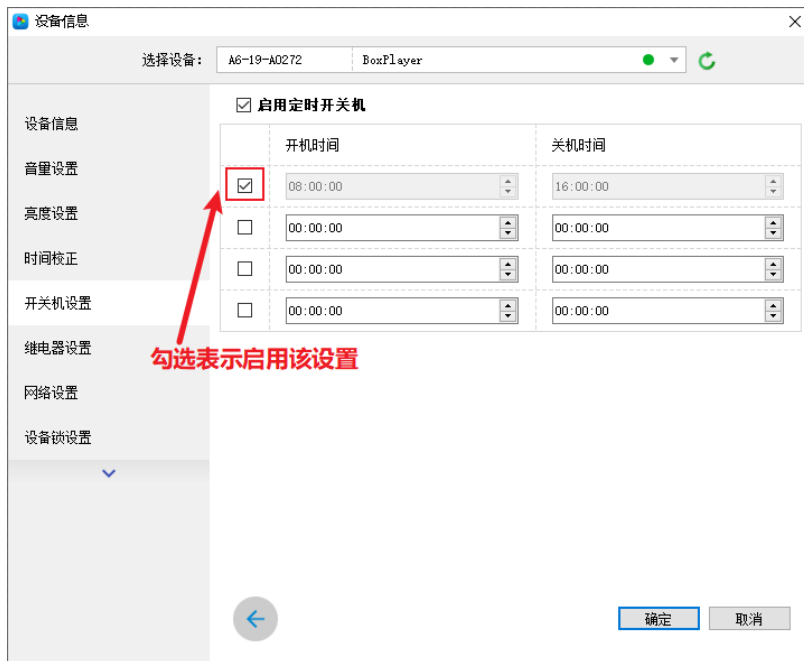 设备信息
选择设备:
A6-19-A0272 BoxPlayer
设备信息
音量设置
亮度设置
时间校正
开关机设置
继电器设置
网络设置
设备锁设置
启用定时开关机
开机时间 关机时间
08:00:00 16:00:00
00:00:00 00:00:00
00:00:00 00:00:00
00:00:00 00:00:00
勾选表示启用该设置
确定 取消